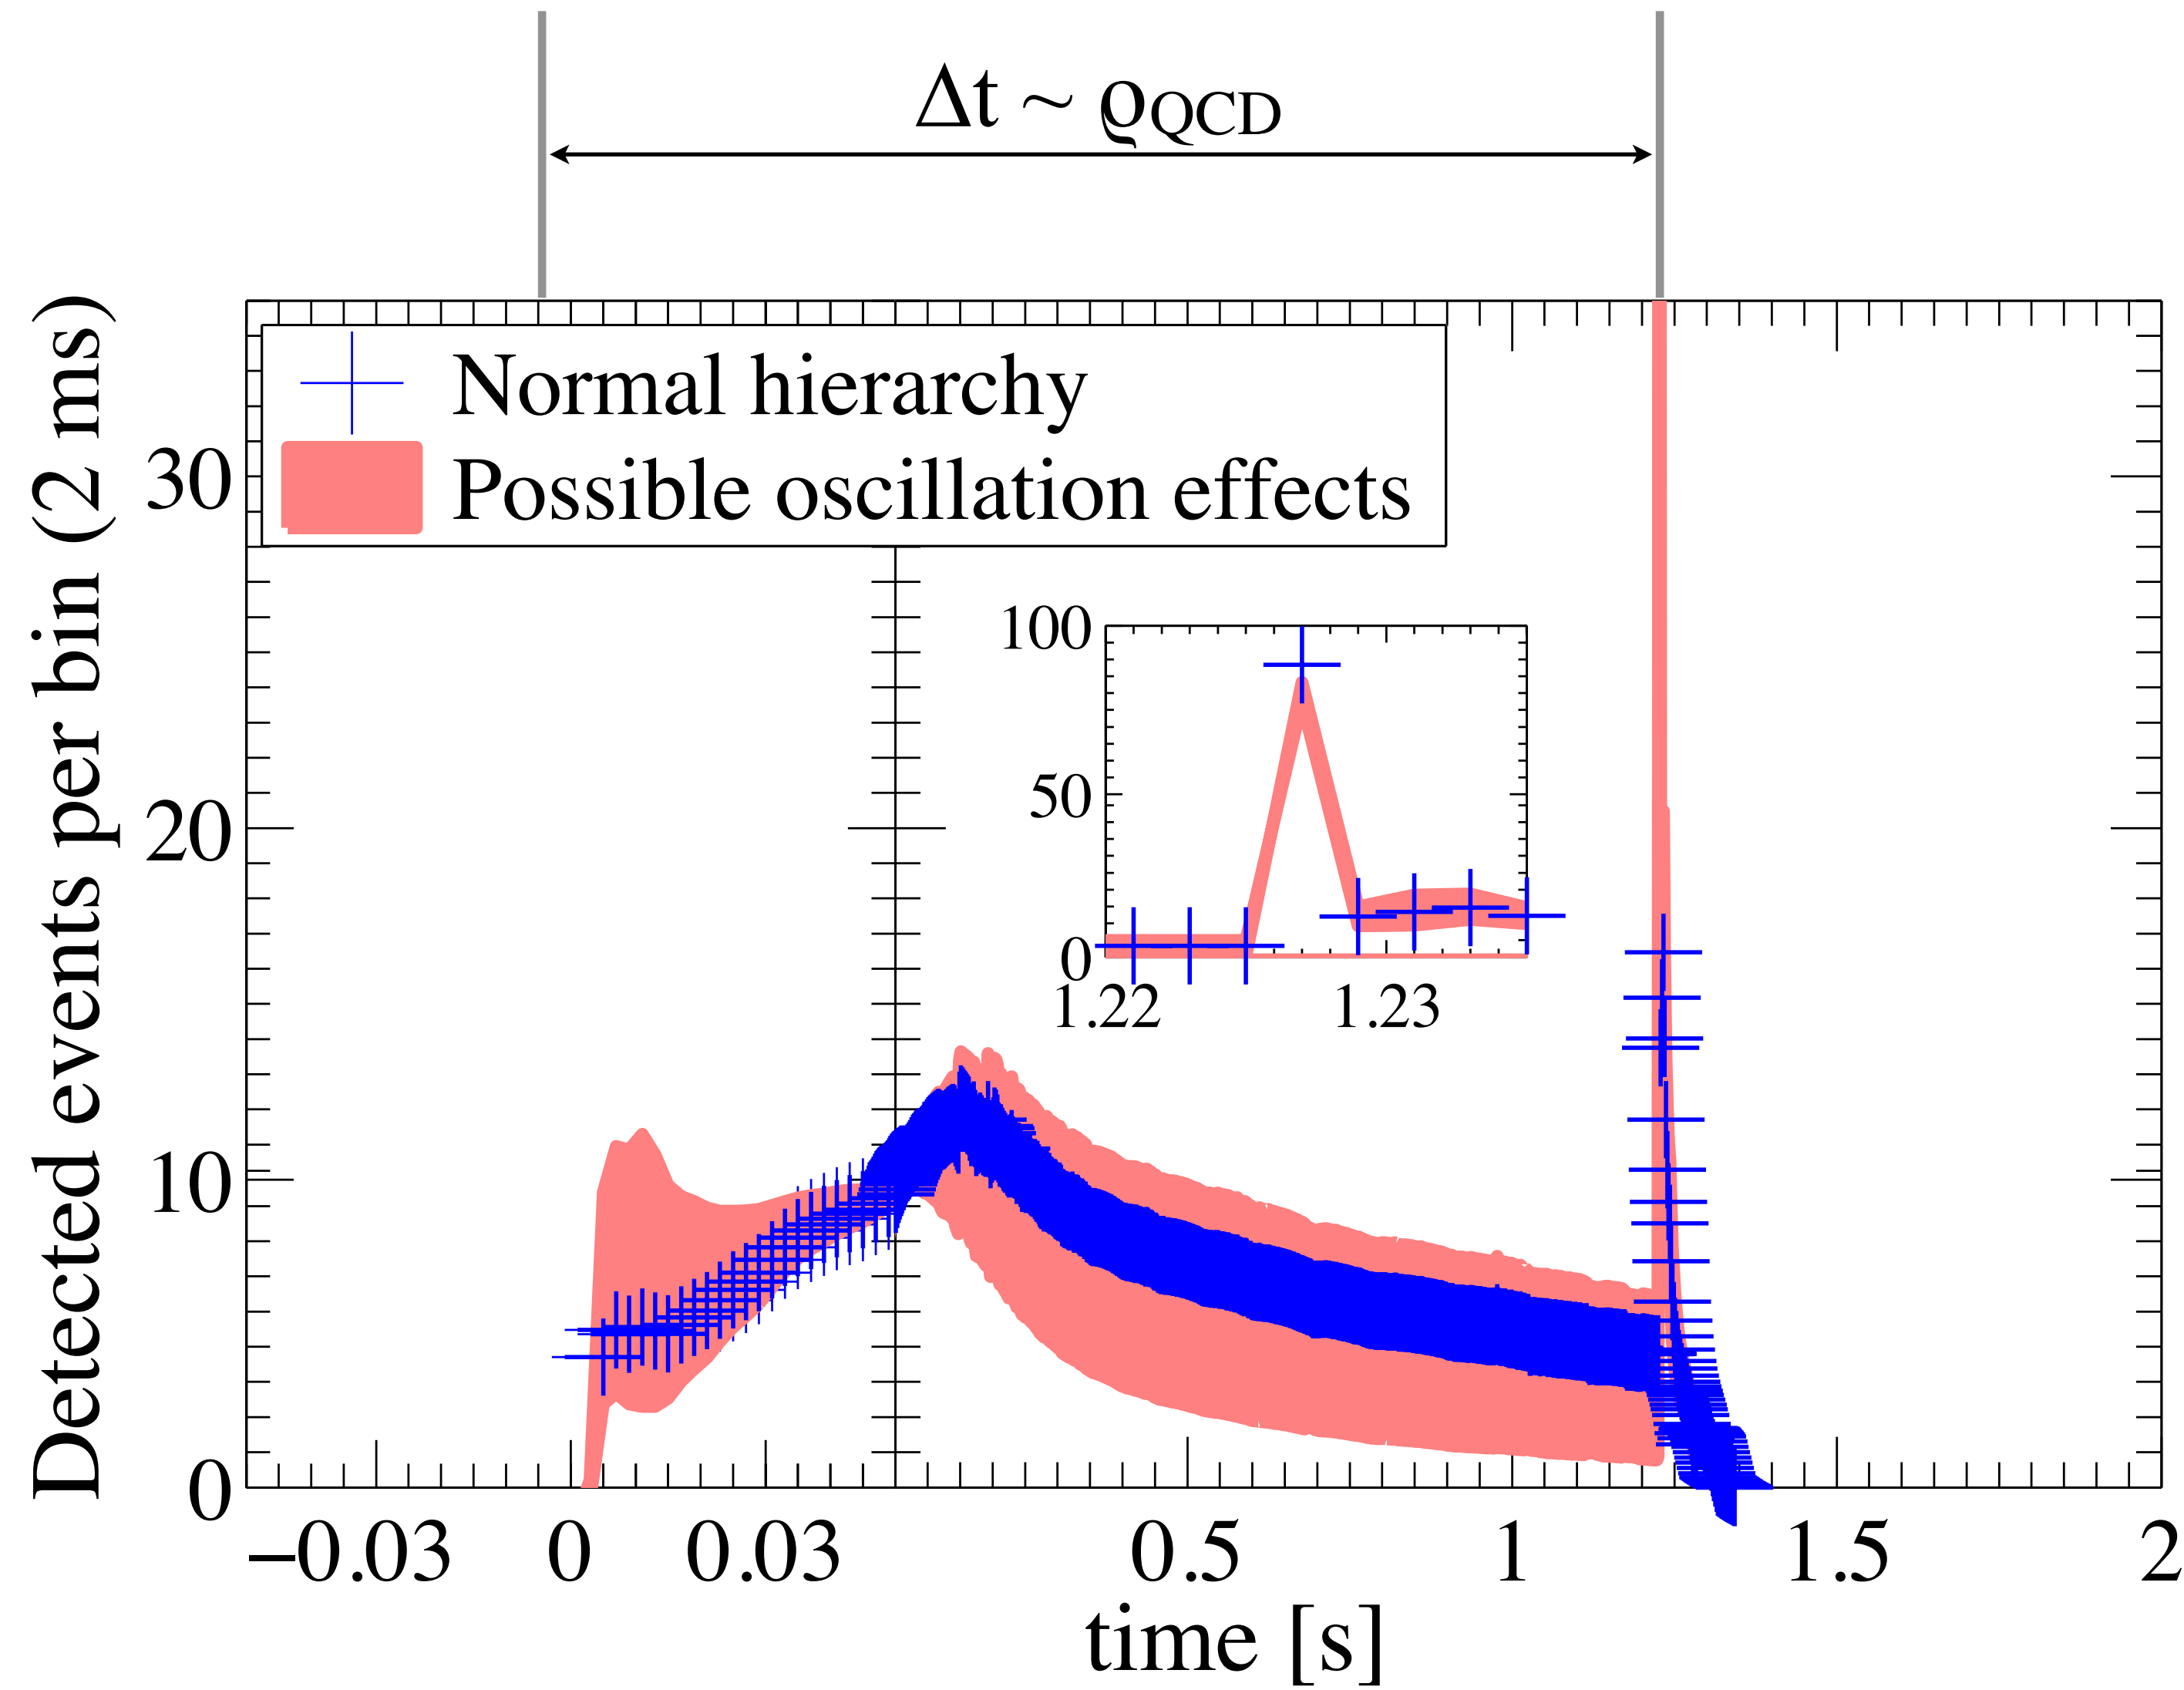 Δt ~ ϱQCD
Detected events per bin (2 ms)
Normal hierarchy
Possible oscillation effects
30
20
10
0
100
50
0
1.22 1.23
−0.03 0 0.03 0.5 1 1.5 2
time [s]